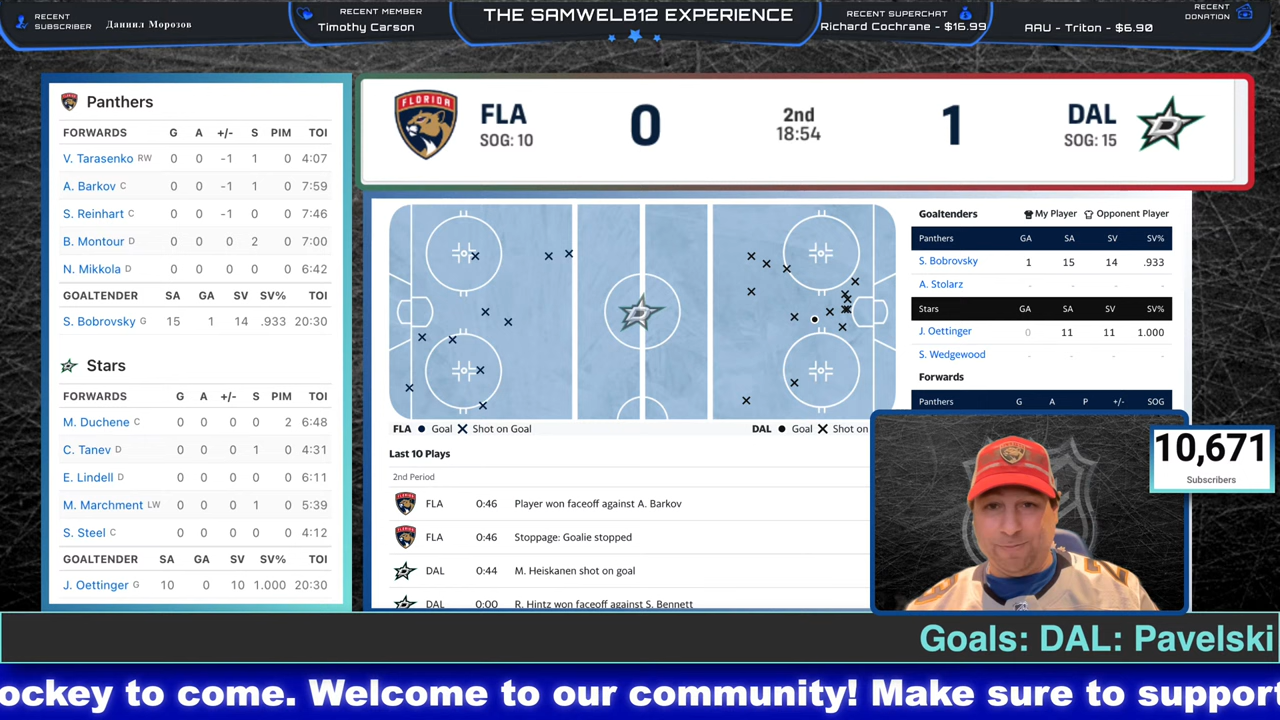 RECENT SUBSCRIBER
Даниил Морозов
RECENT MEMBER
Timothy Carson
THE SAMWELB12 EXPERIENCE
RECENT SUPERCHAT
Richard Cochrane - $16.99
RECENT DONATION
AAU - Triton - $6.90
Panthers
FORWARDS G A +/- S PIM TOI
V. Tarasenko RW 0 0 -1 1 0 4:07
A. Barkov C 0 0 -1 1 0 7:59
S. Reinhart C 0 0 -1 0 0 7:46
B. Montour D 0 0 0 2 0 7:00
N. Mikkola D 0 0 0 0 0 6:42
GOALTENDER SA GA SV SV% TOI
S. Bobrovsky G 15 1 14 .933 20:30
Stars
FORWARDS G A +/- S PIM TOI
M. Duchene C 0 0 0 0 2 6:48
C. Tanev D 0 0 0 1 0 4:31
E. Lindell D 0 0 0 0 0 6:11
M. Marchment LW 0 0 0 1 0 5:39
S. Steel C 0 0 0 0 0 4:12
GOALTENDER SA GA SV SV% TOI
J. Oettinger G 10 0 10 1.000 20:30
FLORIDA
FLA
SOG: 10
0
2nd
18:54
1
DAL
SOG: 15
D
FLA Goal Shot on Goal
DAL Goal Shot on
Last 10 Plays
2nd Period
FLA 0:46 Player won faceoff against A. Barkov
FLA 0:46 Stoppage: Goalie stopped
DAL 0:44 M. Heiskanen shot on goal
DAL 0:00 R. Hintz won faceoff against S. Bennett
Goaltenders My Player Opponent Player
Panthers GA SA SV SV%
S. Bobrovsky 1 15 14 .933
A. Stolarz - - - -
Stars GA SA SV SV%
J. Oettinger 0 11 11 1.000
S. Wedgewood - - - -
Forwards
Panthers G A P +/- SOG
10,671
Subscribers
Goals: DAL: Pavelski
ockey to come. Welcome to our community! Make sure to support